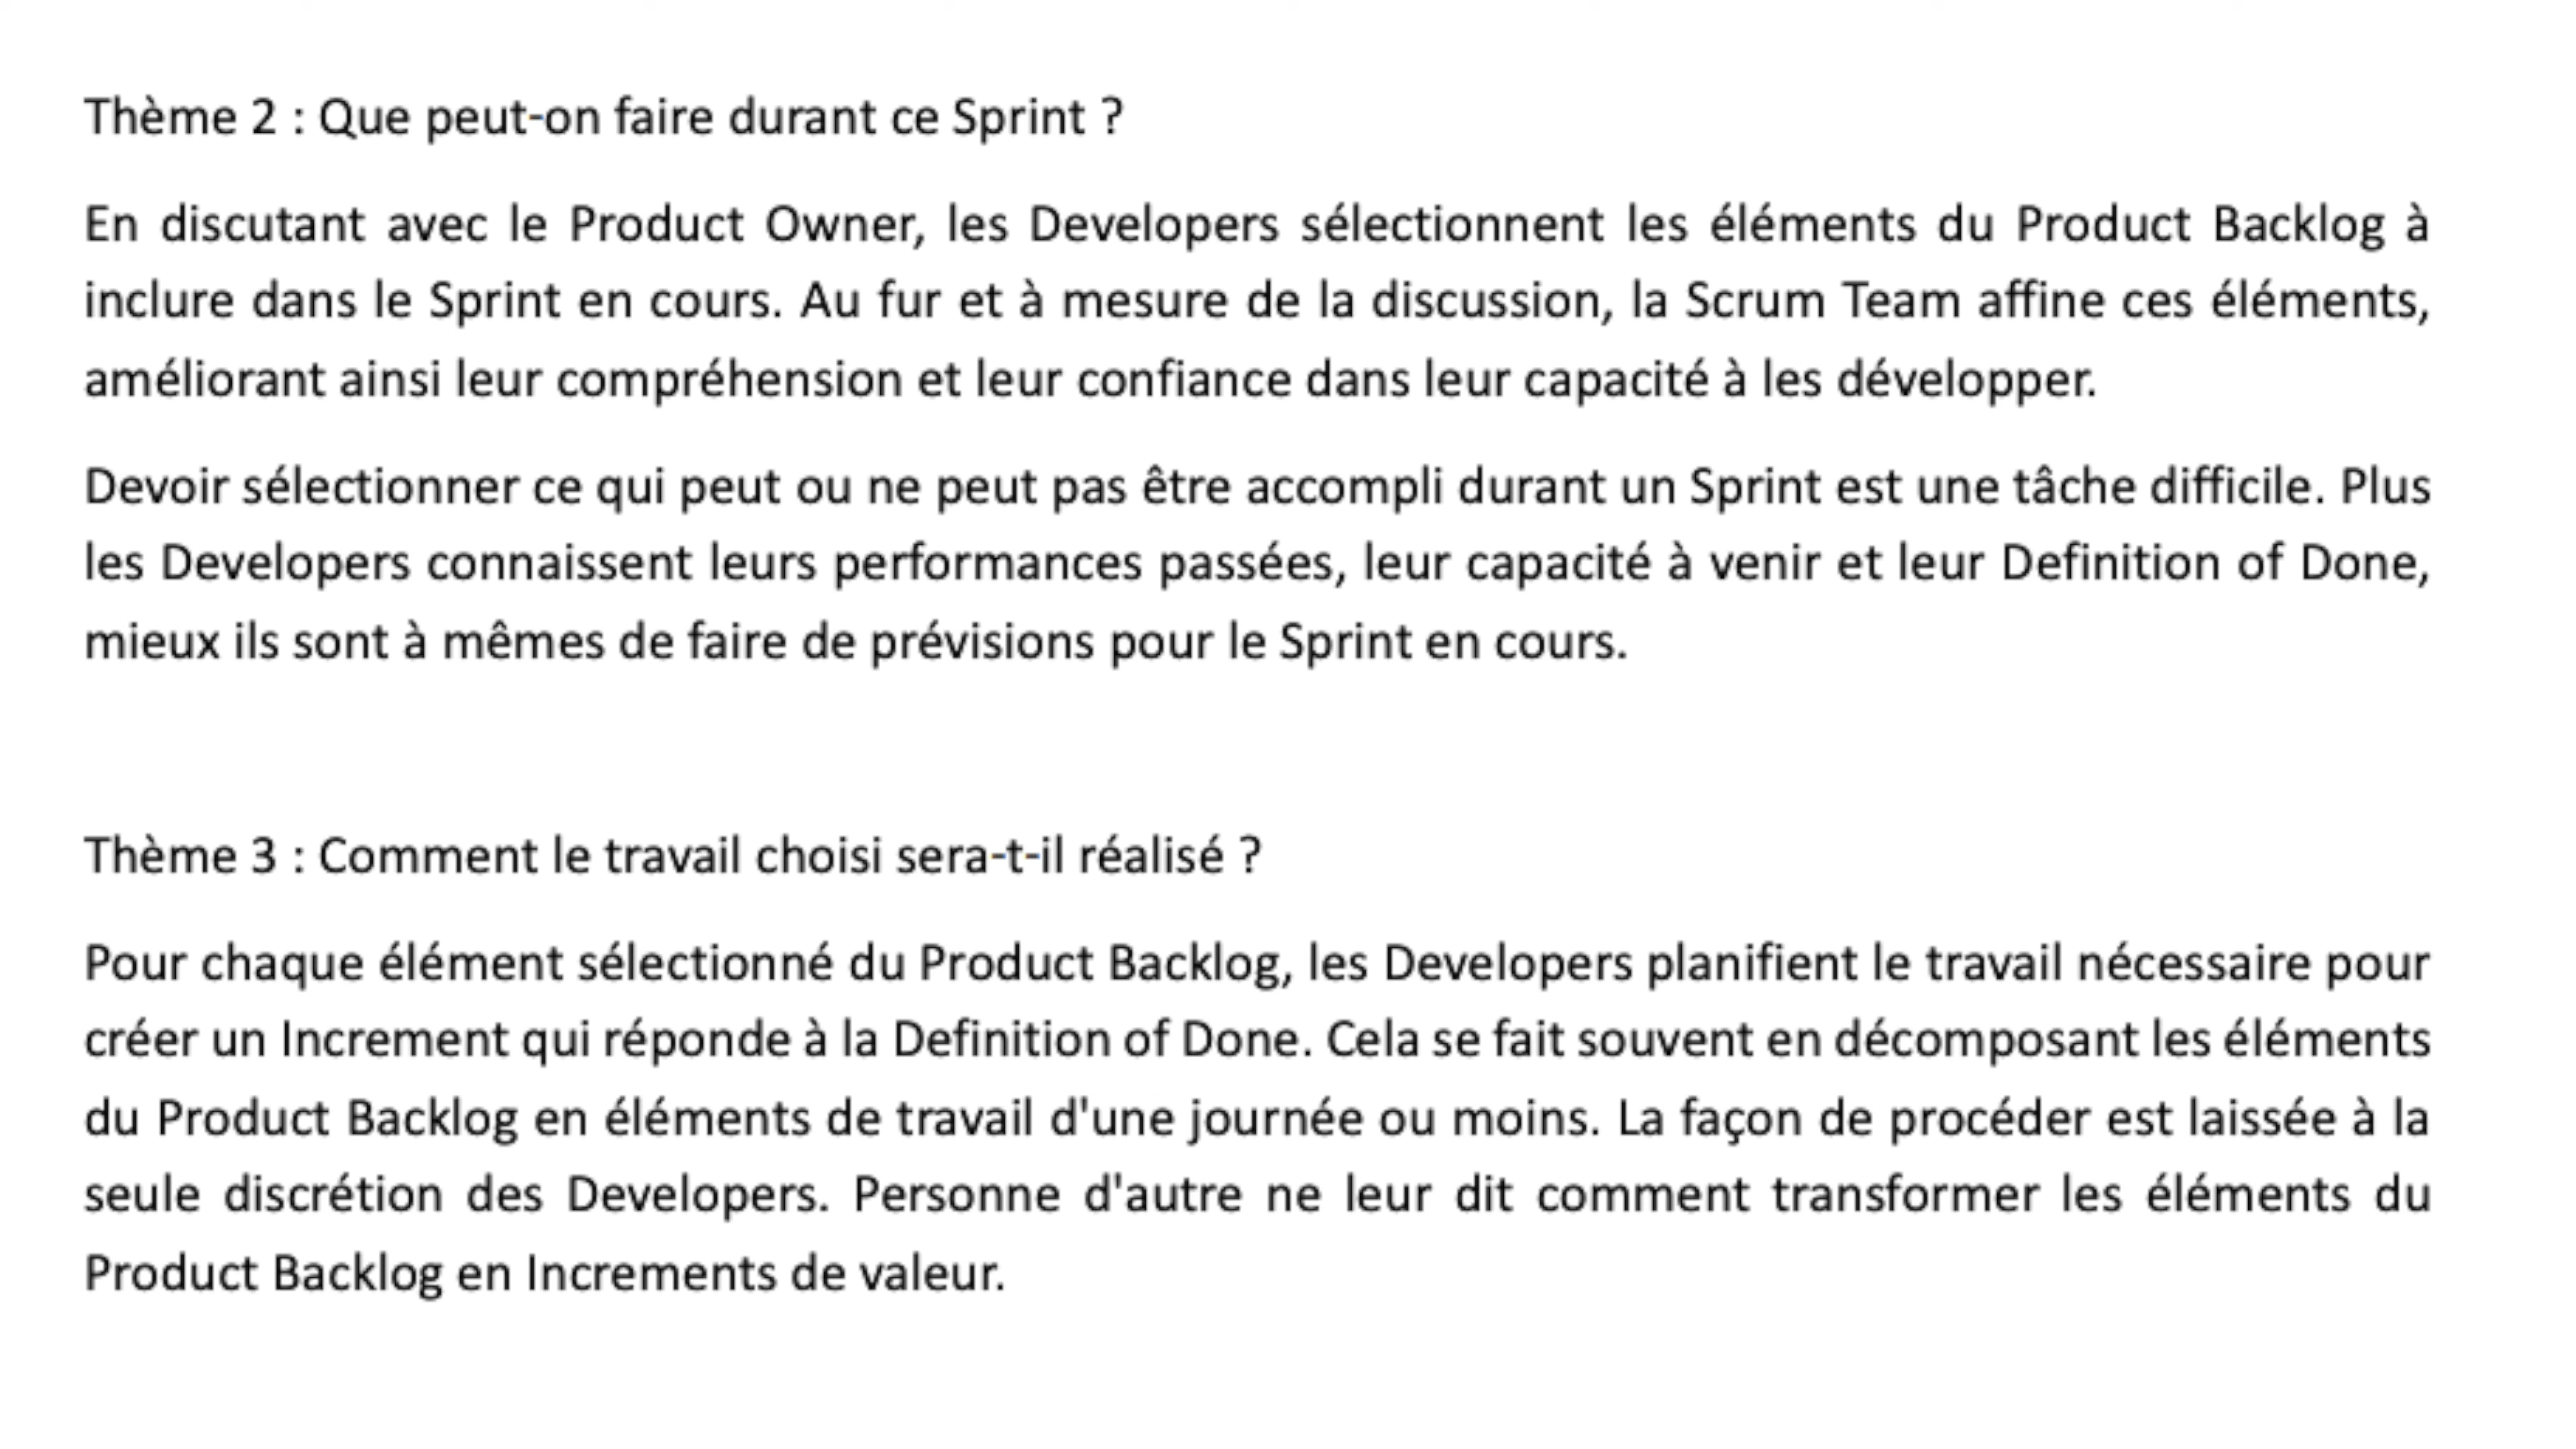 Thème 2 : Que peut-on faire durant ce Sprint ?
En discutant avec le Product Owner, les Developers sélectionnent les éléments du Product Backlog à
inclure dans le Sprint en cours. Au fur et à mesure de la discussion, la Scrum Team affine ces éléments,
améliorant ainsi leur compréhension et leur confiance dans leur capacité à les développer.
Devoir sélectionner ce qui peut ou ne peut pas être accompli durant un Sprint est une tâche difficile. Plus
les Developers connaissent leurs performances passées, leur capacité à venir et leur Definition of Done,
mieux ils sont à mêmes de faire de prévisions pour le Sprint en cours.
Thème 3 : Comment le travail choisi sera-t-il réalisé ?
Pour chaque élément sélectionné du Product Backlog, les Developers planifient le travail nécessaire pour
créer un Increment qui réponde à la Definition of Done. Cela se fait souvent en décomposant les éléments
du Product Backlog en éléments de travail d'une journée ou moins. La façon de procéder est laissée à la
seule discrétion des Developers. Personne d'autre ne leur dit comment transformer les éléments du
Product Backlog en Increments de valeur.